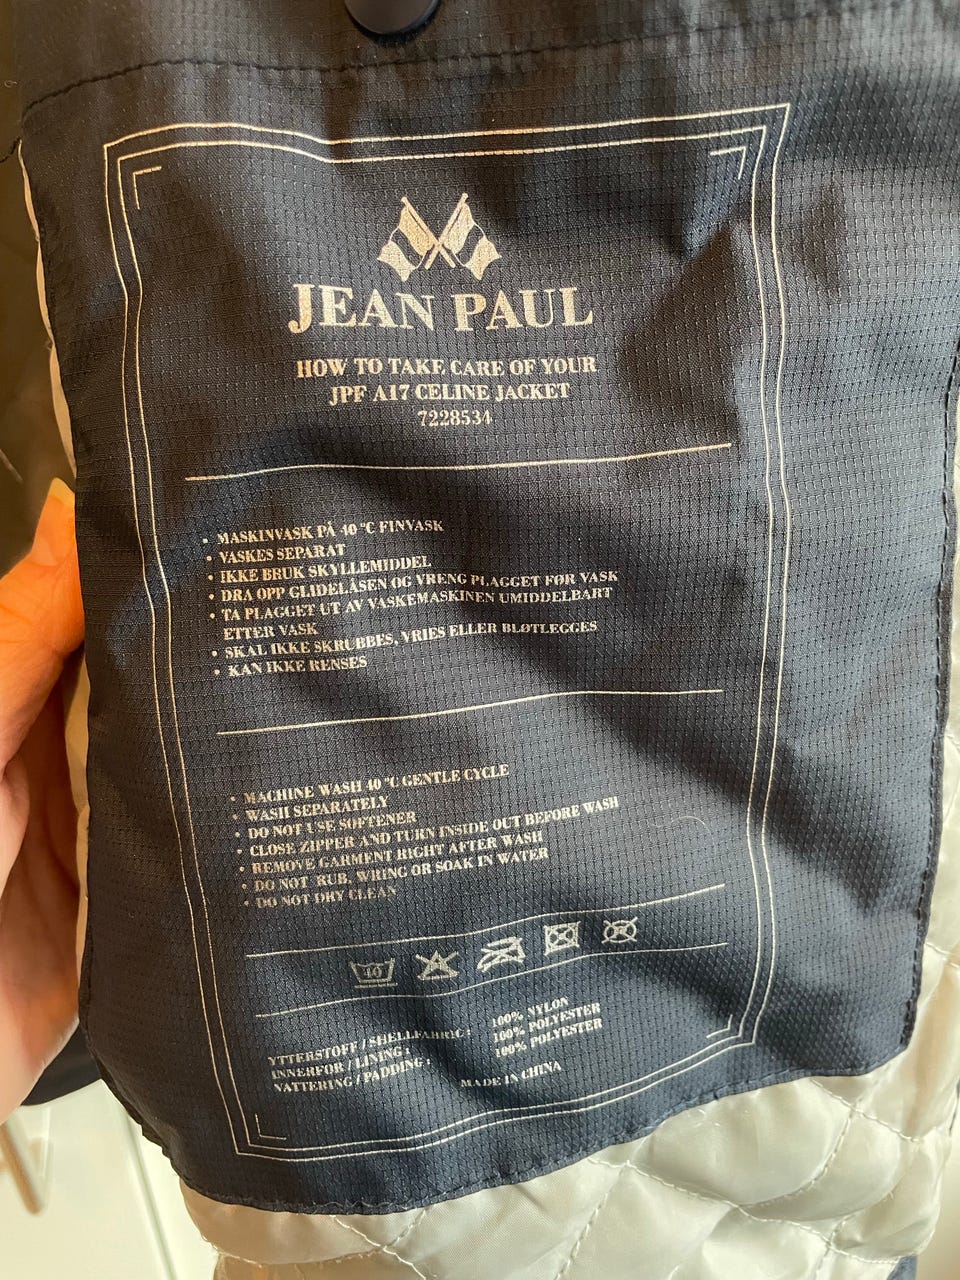 JEAN PAUL
HOW TO TAKE CARE OF YOUR
JPF A17 CELINE JACKET
7228534
• MASKINVASK PÅ 40 °C FINVASK
• VASKES SEPARAT
• IKKE BRUK SKYLLEMIDDEL
• DRA OPP GLIDELÅSEN OG VRENG PLAGGET FØR VASK
• TA PLAGGET UT AV VASKEMASKINEN UMIDDELBART
ETTER VASK
• SKAL IKKE SKRUBBES, VRIES ELLER BLØTLEGGES
• KAN IKKE RENSES
• MACHINE WASH 40 °C GENTLE CYCLE
• WASH SEPARATELY
• DO NOT USE SOFTENER
• CLOSE ZIPPER AND TURN INSIDE OUT BEFORE WASH
• REMOVE GARMENT RIGHT AFTER WASH
• DO NOT RUB, WRING OR SOAK IN WATER
• DO NOT DRY CLEAN
40
YTTERSTOFF / SHELLFABRIC : 100% NYLON
INNERFOR / LINING : 100% POLYESTER
VATTERING / PADDING : 100% POLYESTER
MADE IN CHINA